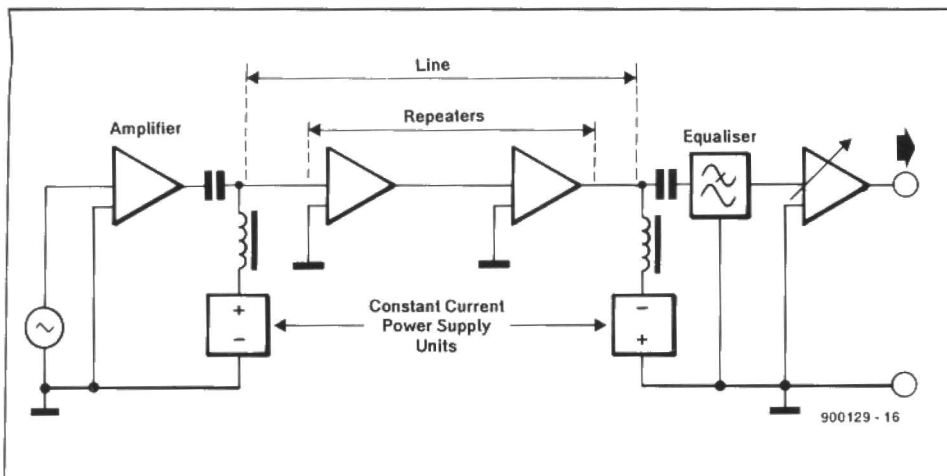 Line
Repeaters
Amplifier
Equaliser
+
−
Constant Current
Power Supply
Units
−
+
900129 - 16